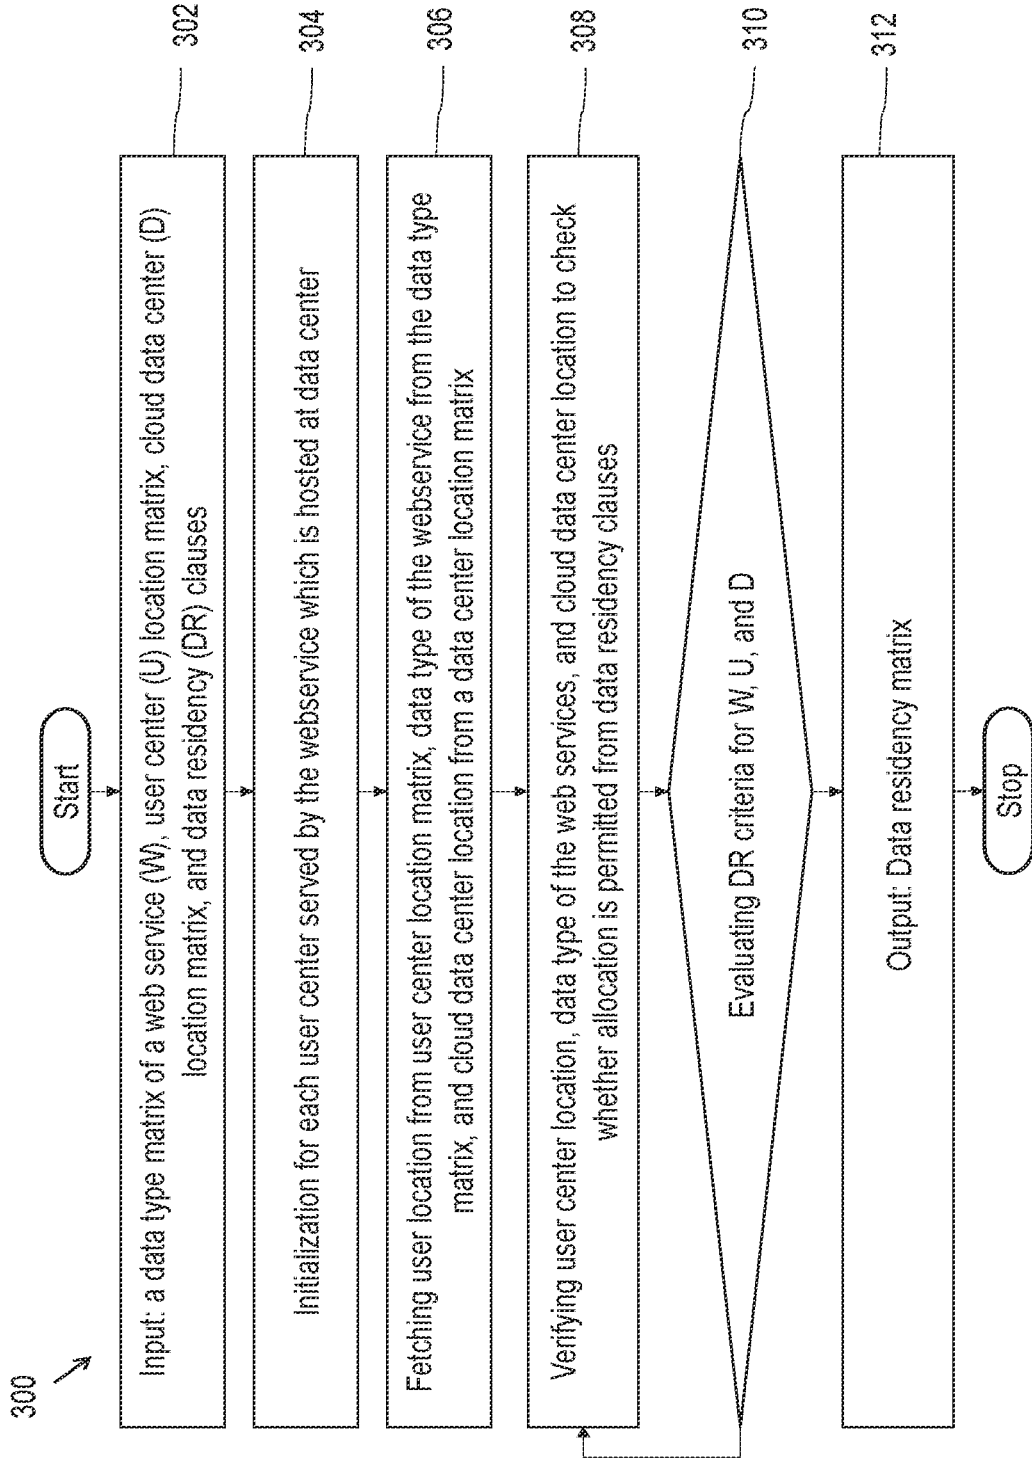 300
Start
Input: a data type matrix of a web service (W), user center (U) location matrix, cloud data center (D)
location matrix, and data residency (DR) clauses
302
Initialization for each user center served by the webservice which is hosted at data center
304
Fetching user location from user center location matrix, data type of the webservice from the data type
matrix, and cloud data center location from a data center location matrix
306
Verifying user center location, data type of the web services, and cloud data center location to check
whether allocation is permitted from data residency clauses
308
Evaluating DR criteria for W, U, and D
310
Output: Data residency matrix
312
Stop